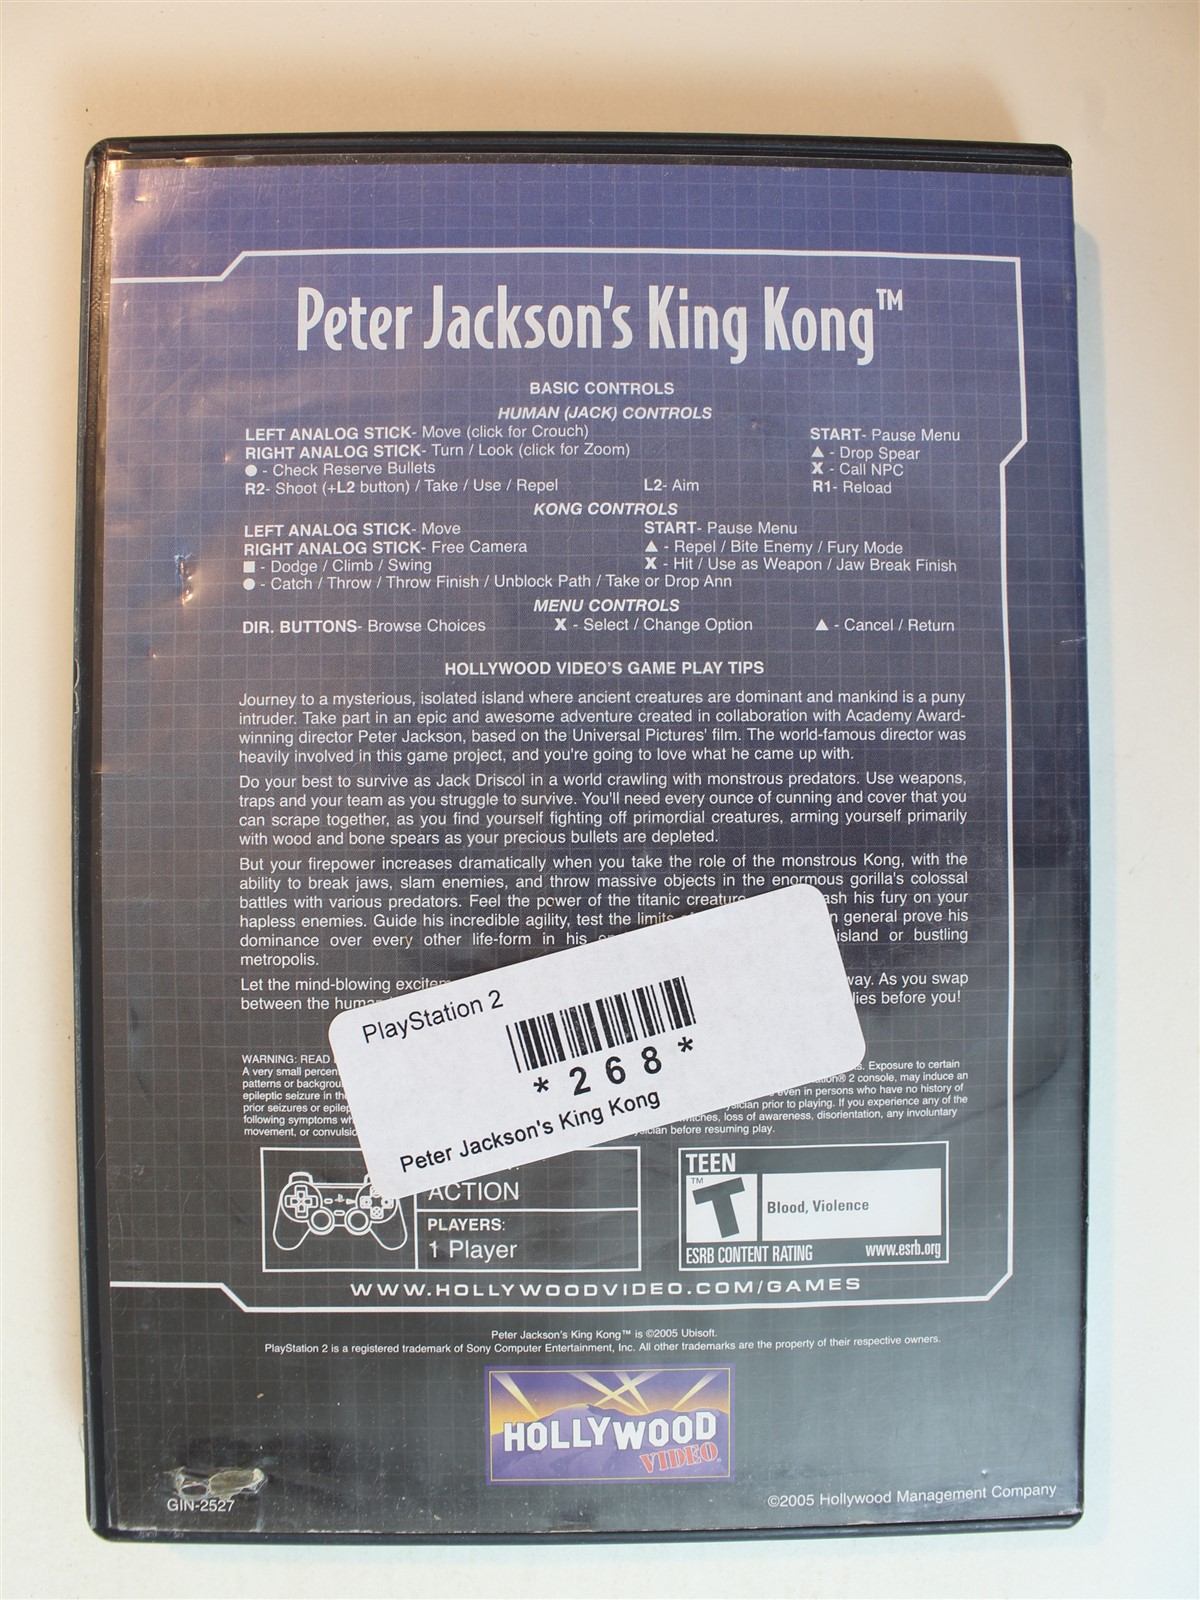 Peter Jackson's King Kong™
BASIC CONTROLS
HUMAN (JACK) CONTROLS
LEFT ANALOG STICK- Move (click for Crouch)
START- Pause Menu
RIGHT ANALOG STICK- Turn / Look (click for Zoom)
▲ - Drop Spear
● - Check Reserve Bullets
X - Call NPC
R2- Shoot (+L2 button) / Take / Use / Repel
L2- Aim
R1- Reload
KONG CONTROLS
LEFT ANALOG STICK- Move
START- Pause Menu
RIGHT ANALOG STICK- Free Camera
▲ - Repel / Bite Enemy / Fury Mode
■ - Dodge / Climb / Swing
X - Hit / Use as Weapon / Jaw Break Finish
● - Catch / Throw / Throw Finish / Unblock Path / Take or Drop Ann
MENU CONTROLS
DIR. BUTTONS- Browse Choices
X - Select / Change Option
▲ - Cancel / Return
HOLLYWOOD VIDEO'S GAME PLAY TIPS
Journey to a mysterious, isolated island where ancient creatures are dominant and mankind is a puny
intruder. Take part in an epic and awesome adventure created in collaboration with Academy Award-
winning director Peter Jackson, based on the Universal Pictures' film. The world-famous director was
heavily involved in this game project, and you're going to love what he came up with.
Do your best to survive as Jack Driscol in a world crawling with monstrous predators. Use weapons,
traps and your team as you struggle to survive. You'll need every ounce of cunning and cover that you
can scrape together, as you find yourself fighting off primordial creatures, arming yourself primarily
with wood and bone spears as your precious bullets are depleted.
But your firepower increases dramatically when you take the role of the monstrous Kong, with the
ability to break jaws, slam enemies, and throw massive objects in the enormous gorilla's colossal
battles with various predators. Feel the power of the titanic creature his fury on your
hapless enemies. Guide his incredible agility, test the limits general prove his
dominance over every other life-form in his island or bustling
metropolis.
Let the mind-blowing way. As you swap
between the before you!
WARNING: READ
A very small Exposure to certain
patterns or 2 console, may induce an
epileptic seizure in even in persons who have no history of
prior seizures or prior to playing. If you experience any of the
following symptoms loss of awareness, disorientation, any involuntary
movement, or before resuming play.
PlayStation 2
*268*
Peter Jackson's King Kong
ACTION
PLAYERS:
1 Player
TEEN
T™
Blood, Violence
ESRB CONTENT RATING www.esrb.org
WWW.HOLLYWOODVIDEO.COM/GAMES
Peter Jackson's King Kong™ is ©2005 Ubisoft.
PlayStation 2 is a registered trademark of Sony Computer Entertainment, Inc. All other trademarks are the property of their respective owners.
HOLLYWOOD
VIDEO
GIN-2527
©2005 Hollywood Management Company